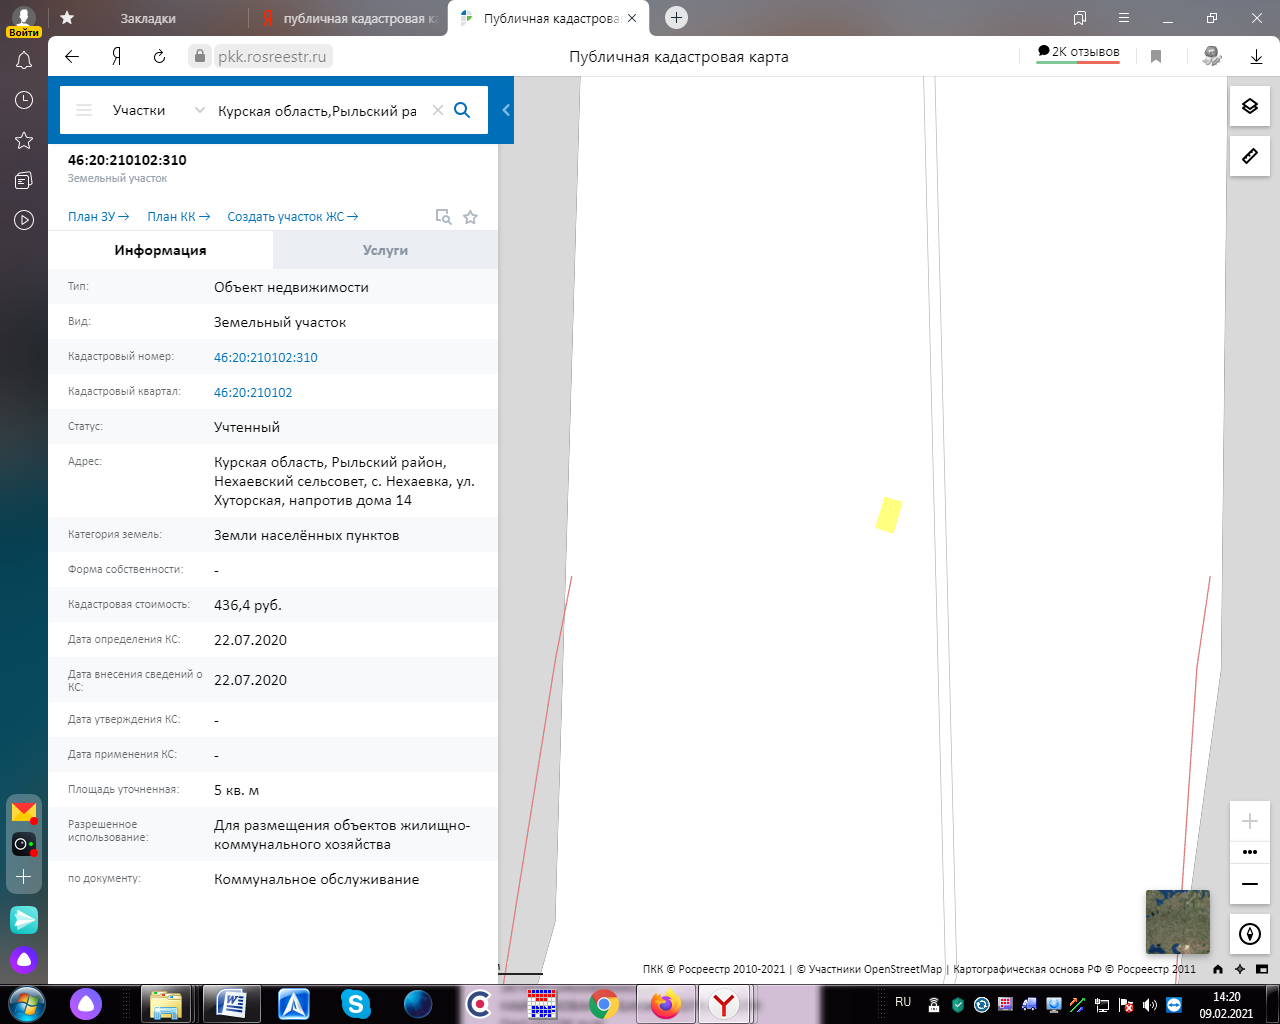 Войти
Закладки
публичная кадастровая ка
Публичная кадастрова
pkk.rosreestr.ru
Публичная кадастровая карта
2К отзывов
Участки
Курская область,Рыльский ра
46:20:210102:310
Земельный участок
План ЗУ →
План КК →
Создать участок ЖС →
Информация
Услуги
Тип:
Объект недвижимости
Вид:
Земельный участок
Кадастровый номер:
46:20:210102:310
Кадастровый квартал:
46:20:210102
Статус:
Учтенный
Адрес:
Курская область, Рыльский район,
Нехаевский сельсовет, с. Нехаевка, ул.
Хуторская, напротив дома 14
Категория земель:
Земли населённых пунктов
Форма собственности:
-
Кадастровая стоимость:
436,4 руб.
Дата определения КС:
22.07.2020
Дата внесения сведений о
КС:
22.07.2020
Дата утверждения КС:
-
Дата применения КС:
-
Площадь уточненная:
5 кв. м
Разрешенное
использование:
Для размещения объектов жилищно-
коммунального хозяйства
по документу:
Коммунальное обслуживание
ПКК © Росреестр 2010-2021 | © Участники OpenStreetMap | Картографическая основа РФ © Росреестр 2011
RU
14:20
09.02.2021